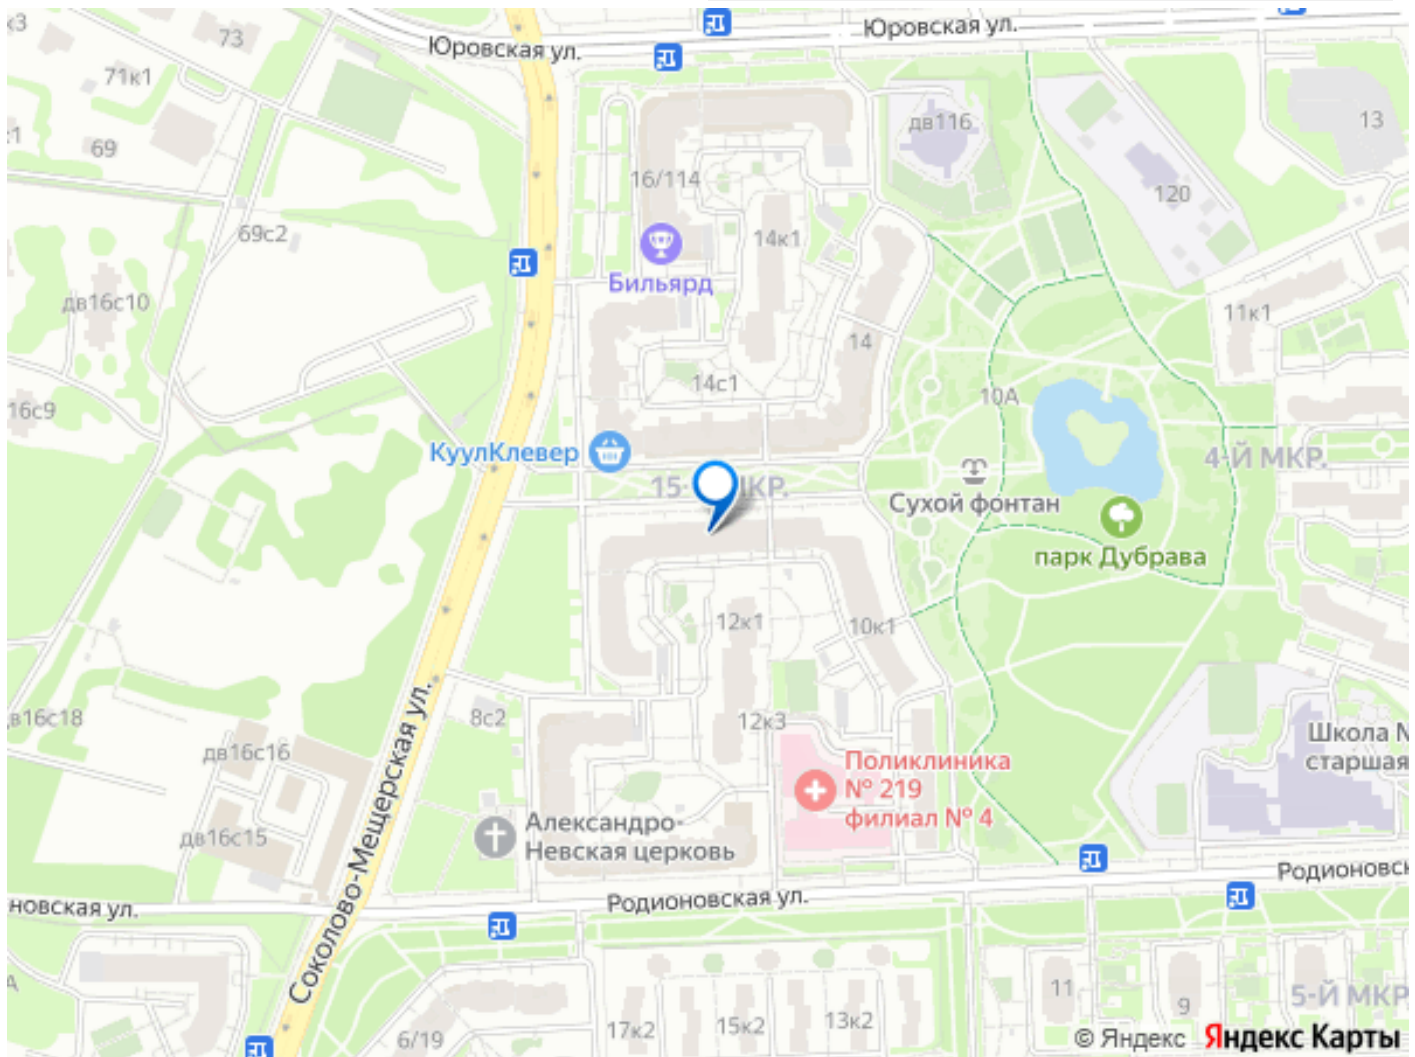 к3
73
Юровская ул.
Юровская ул.
71к1
13
дв116
69
16/114
120
69с2
14к1
Бильярд
дв16с10
11к1
14
14с1
10А
16с9
КуулКлевер
4-Й МКР.
15-
МКР.
Сухой фонтан
парк Дубрава
12к1
10к1
8с2
12к3
в16с18
дв16с16
Школа №
старшая
Поликлиника
№ 219
филиал № 4
Соколово-Мещерская ул.
Александро-
Невская церковь
дв16с15
Родионовск
Родионовская ул.
новская ул.
11
9
5-Й МКР
6/19
17к2
15к2
13к2
© Яндекс Яндекс Карты